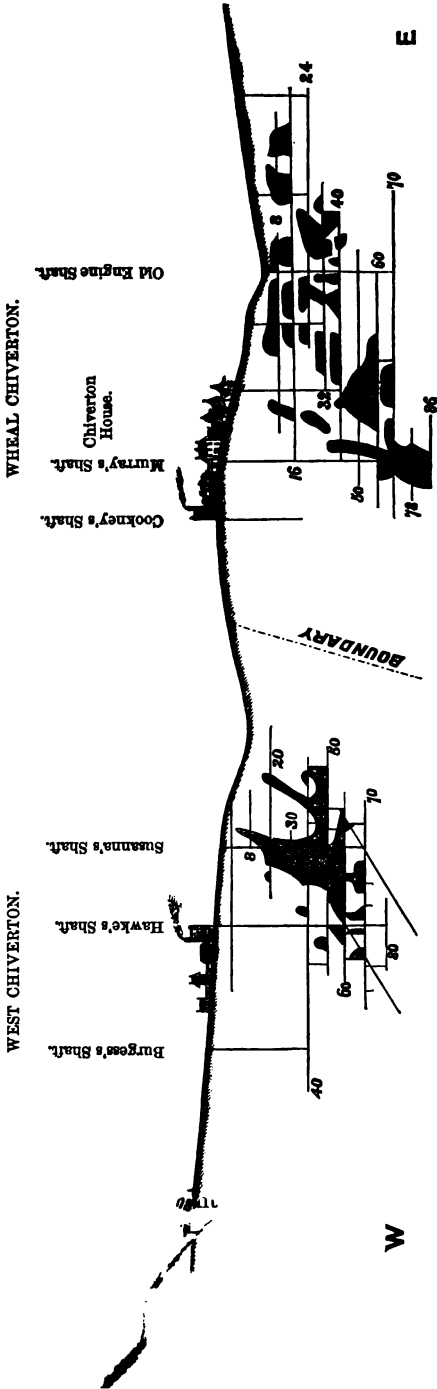 WEST CHIVERTON.
WHEAL CHIVERTON.
Burgess's Shaft.
Hawke's Shaft.
Susanna's Shaft.
Cookney's Shaft.
Murray's Shaft.
Chiverton
House.
Old Engine Shaft.
BOUNDARY
8
20
30
40
50
60
70
80
8
16
24
32
40
50
60
70
78
86
W
E